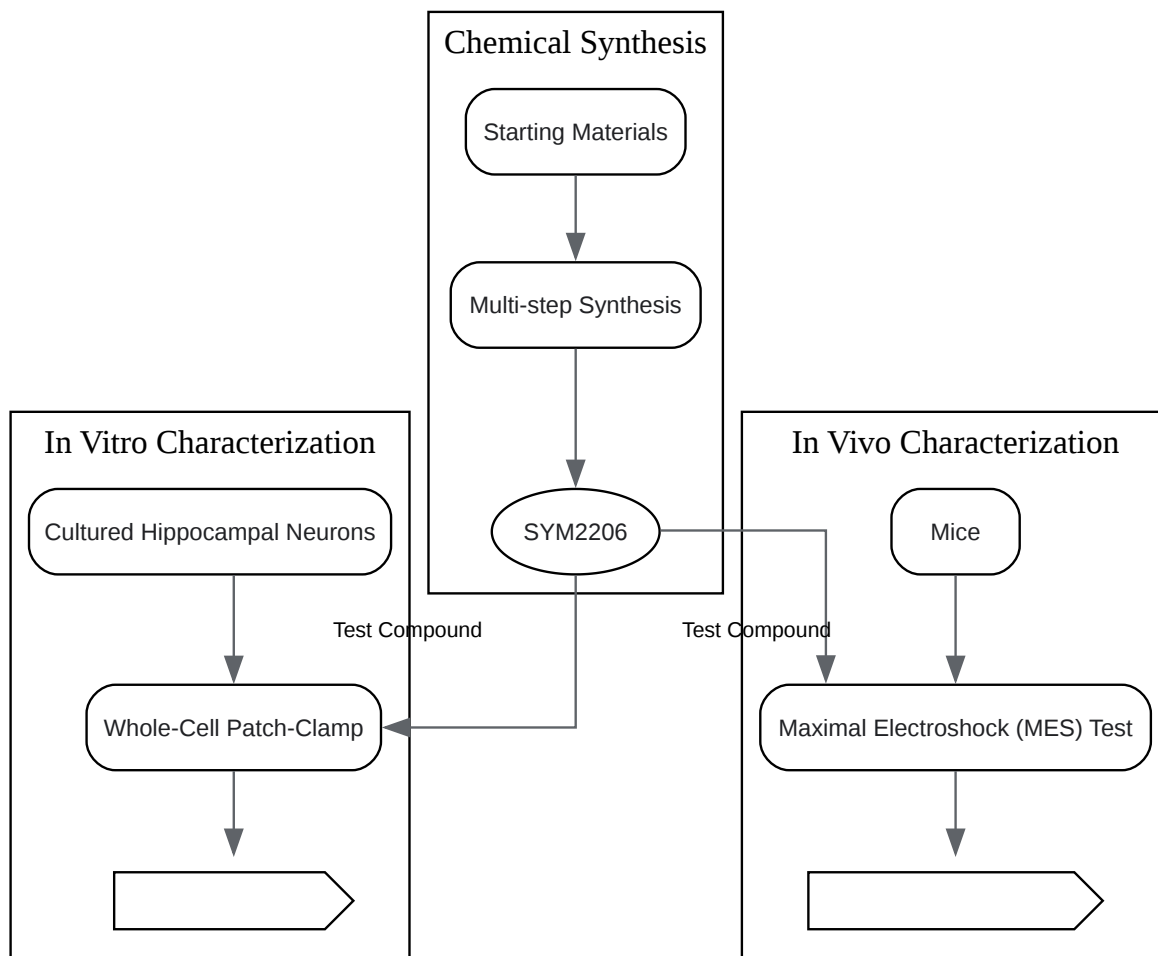 Chemical Synthesis
Starting Materials
Multi-step Synthesis
SYM2206
In Vitro Characterization
Cultured Hippocampal Neurons
Test Compound
Whole-Cell Patch-Clamp
In Vivo Characterization
Mice
Test Compound
Maximal Electroshock (MES) Test